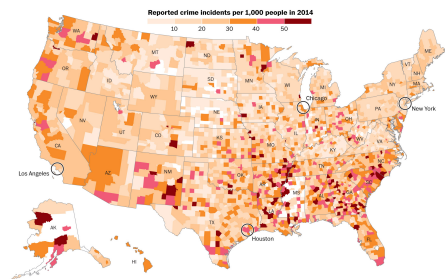 Reported crime incidents per 1,000 people in 2014
10 20 30 40 50
WA
MT
ND
ME
VT
NH
OR
ID
SD
MN
WI
MI
NY
MA
WY
Chicago
New York
NV
NE
IA
PA
UT
CO
IL
IN
OH
WV
VA
CA
KS
MO
KY
Los Angeles
AZ
NM
OK
AR
TN
NC
SC
MS
TX
LA
Houston
AK
HI
FL